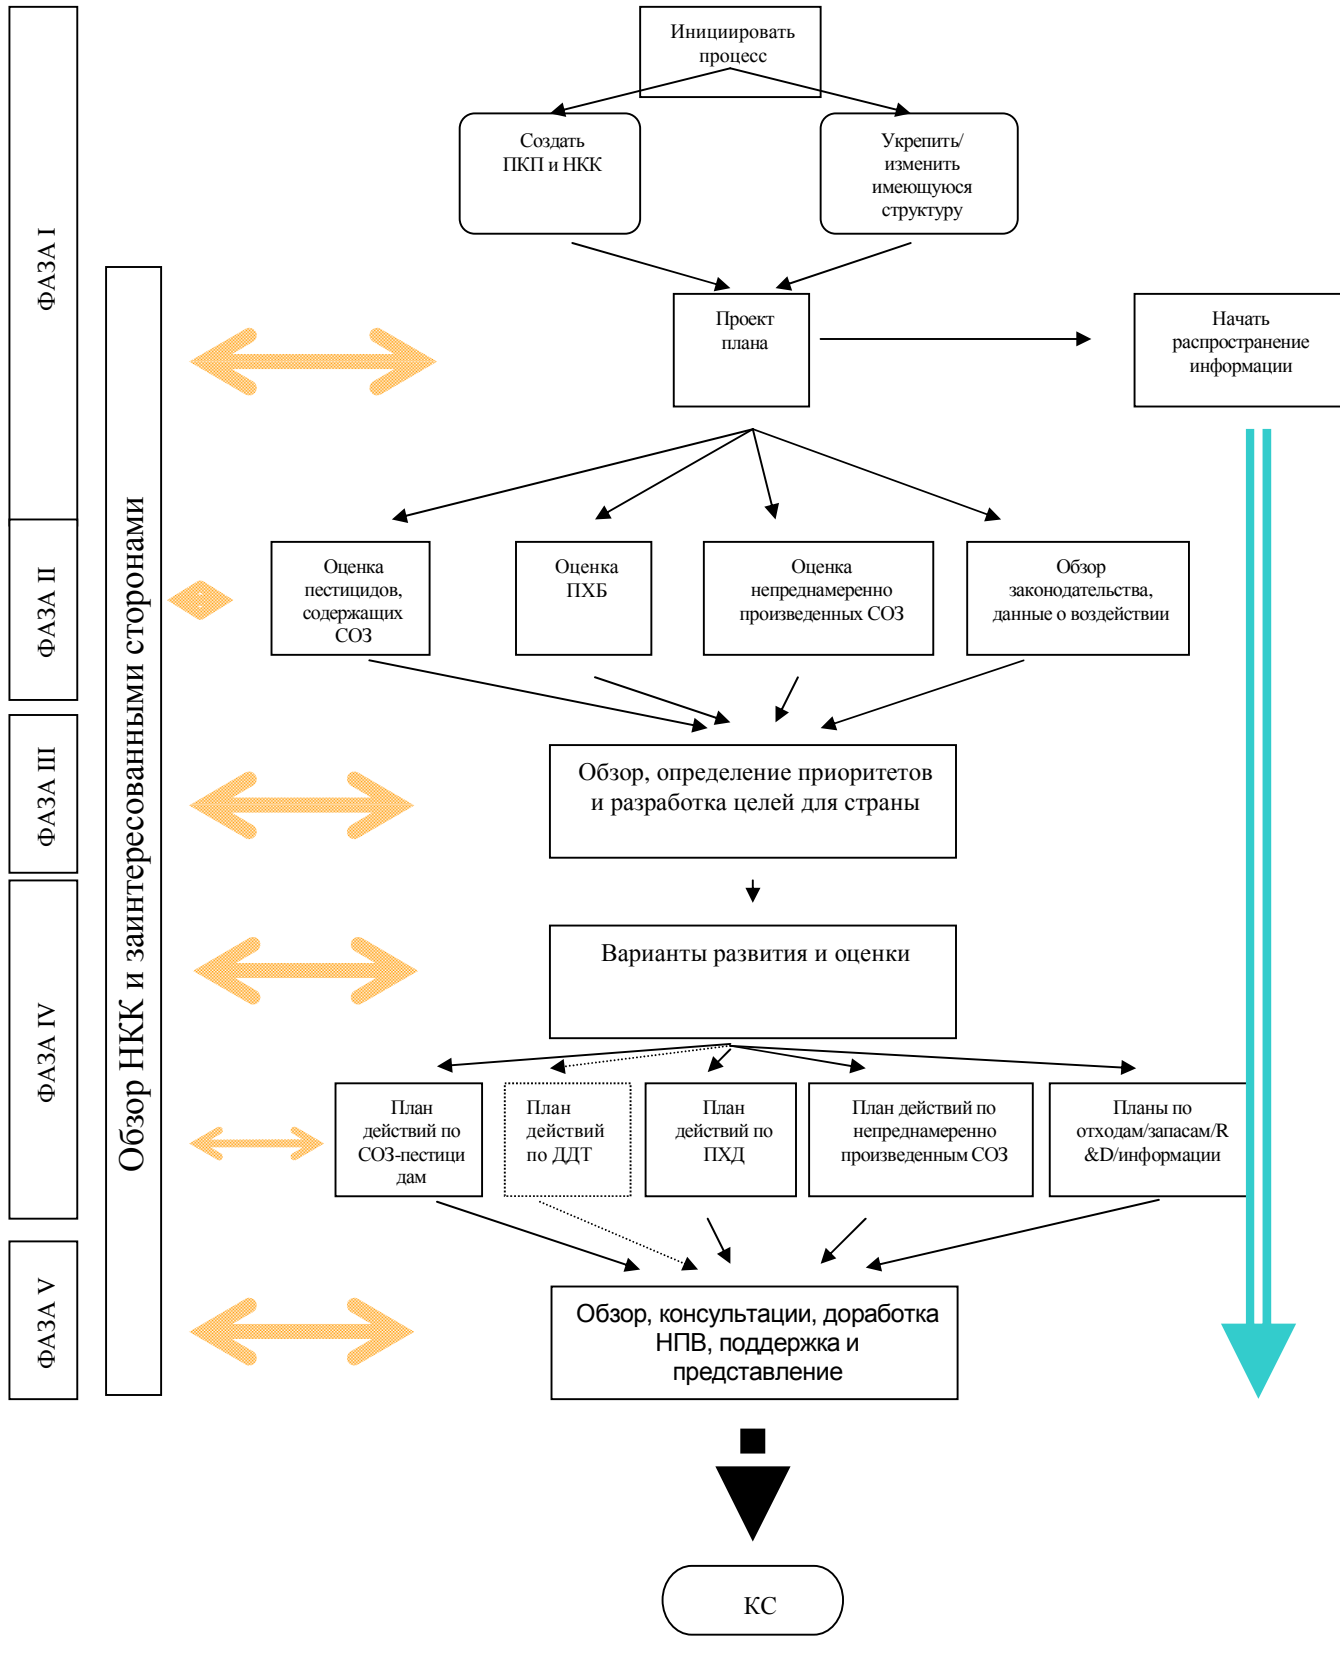 Инициировать
процесс
Создать
ПКП и НКК
Укрепить/
изменить
имеющуюся
структуру
ФАЗА I
Проект
плана
Начать
распространение
информации
Обзор НКК и заинтересованными сторонами
ФАЗА II
Оценка
пестицидов,
содержащих
СОЗ
Оценка
ПХБ
Оценка
непреднамеренно
произведенных СОЗ
Обзор
законодательства,
данные о воздействии
ФАЗА III
Обзор, определение приоритетов
и разработка целей для страны
ФАЗА IV
Варианты развития и оценки
План
действий по
СОЗ-пестици
дам
План
действий
по ДДТ
План
действий по
ПХД
План действий по
непреднамеренно
произведенным СОЗ
Планы по
отходам/запасам/R
&D/информации
ФАЗА V
Обзор, консультации, доработка
НПВ, поддержка и
представление
КС